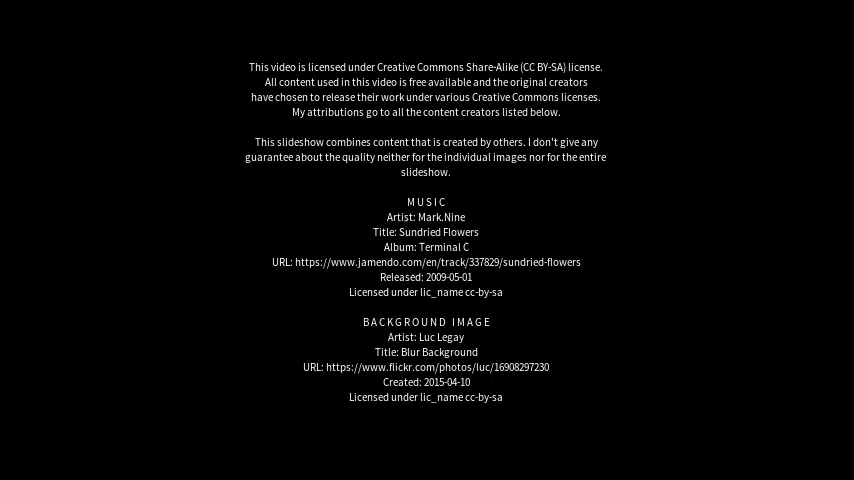 This video is licensed under Creative Commons Share-Alike (CC BY-SA) license.
All content used in this video is free available and the original creators
have chosen to release their work under various Creative Commons licenses.
My attributions go to all the content creators listed below.
This slideshow combines content that is created by others. I don't give any
guarantee about the quality neither for the individual images nor for the entire
slideshow.
MUSIC
Artist: Mark.Nine
Title: Sundried Flowers
Album: Terminal C
URL: https://www.jamendo.com/en/track/337829/sundried-flowers
Released: 2009-05-01
Licensed under lic_name cc-by-sa
BACKGROUND IMAGE
Artist: Luc Legay
Title: Blur Background
URL: https://www.flickr.com/photos/luc/16908297230
Created: 2015-04-10
Licensed under lic_name cc-by-sa